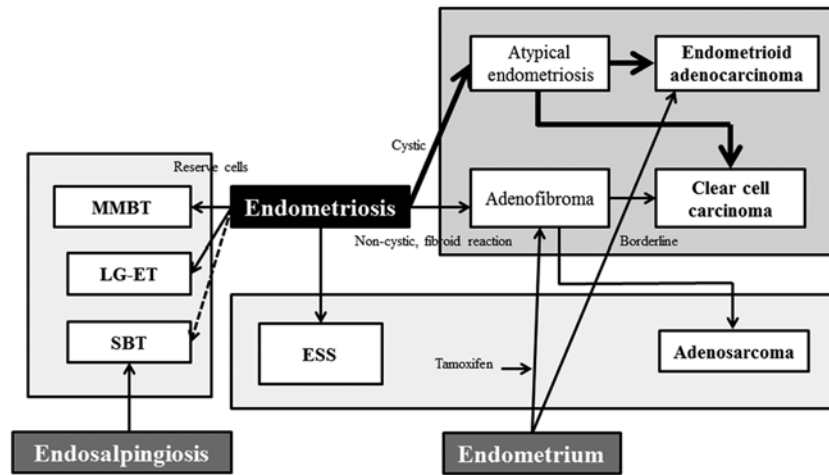 Atypical
endometriosis
Endometrioid
adenocarcinoma
Cystic
Reserve cells
MMBT
Endometriosis
Adenofibroma
Clear cell
carcinoma
Non-cystic, fibroid reaction
Borderline
LG-ET
SBT
ESS
Adenosarcoma
Tamoxifen
Endosalpingiosis
Endometrium